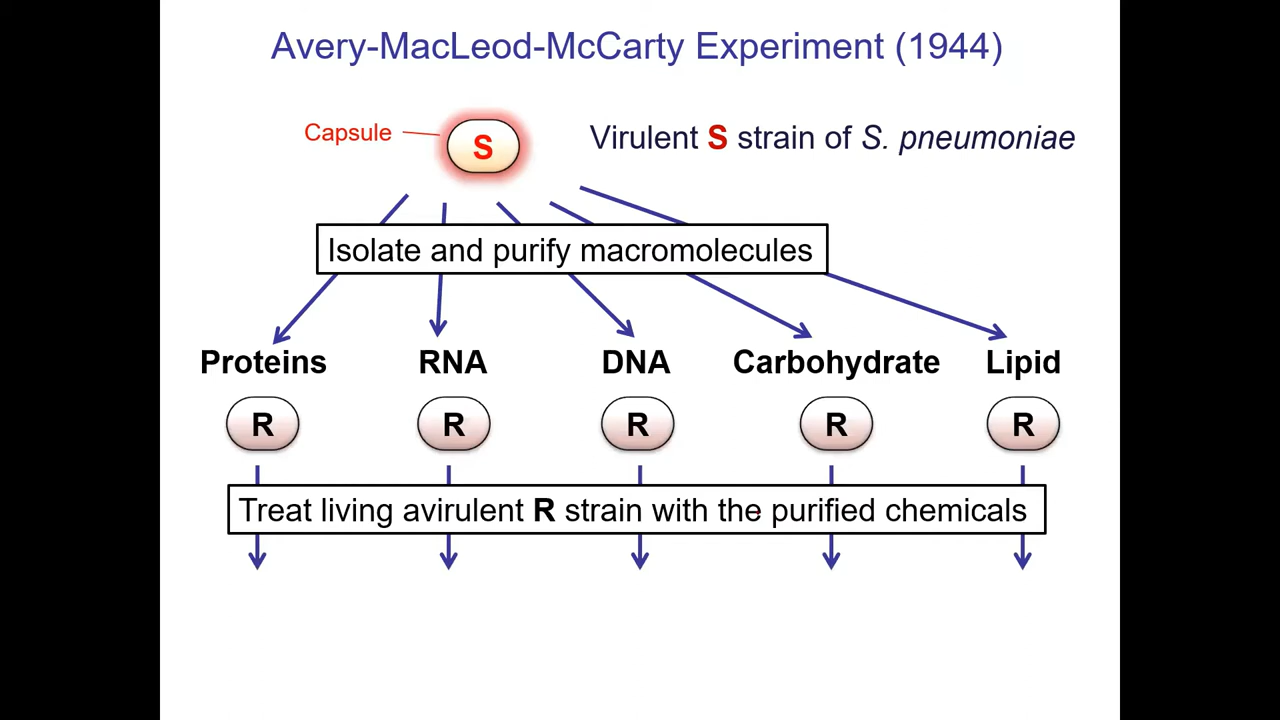 Avery-MacLeod-McCarty Experiment (1944)
Capsule
S
Virulent S strain of S. pneumoniae
Isolate and purify macromolecules
Proteins RNA DNA Carbohydrate Lipid
R R R R R
Treat living avirulent R strain with the purified chemicals